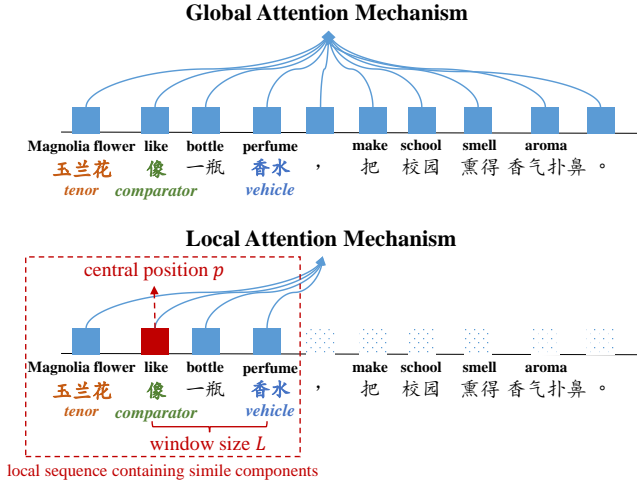 Global Attention Mechanism
Magnolia flower like bottle perfume make school smell aroma
玉兰花 像 一瓶 香水 ， 把 校园 熏得 香气扑鼻 。
tenor comparator vehicle
Local Attention Mechanism
central position p
Magnolia flower like bottle perfume make school smell aroma
玉兰花 像 一瓶 香水 ， 把 校园 熏得 香气扑鼻 。
tenor comparator vehicle
window size L
local sequence containing simile components